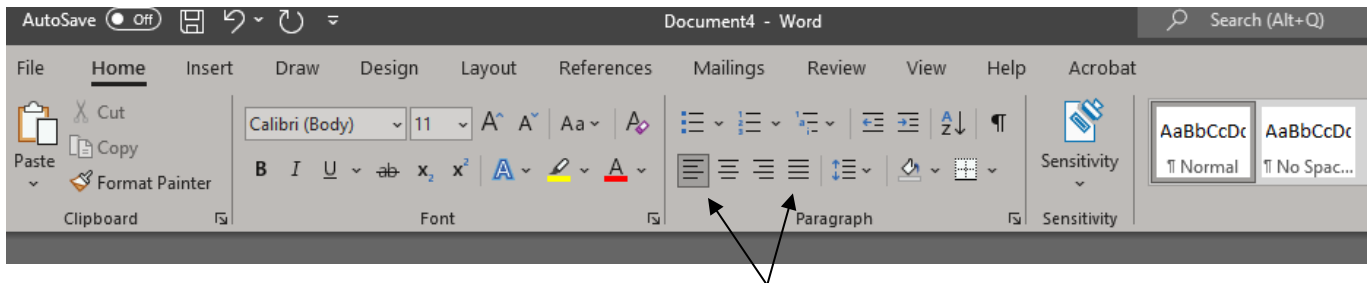 AutoSave Off Document4 - Word Search (Alt+Q)
File Home Insert Draw Design Layout References Mailings Review View Help Acrobat
Cut
Copy
Format Painter
Paste
Clipboard
Calibri (Body) 11 A A Aa A
B I U ab x₂ x² A A
Font
A
Z
¶
Paragraph
Sensitivity
Sensitivity
AaBbCcDc AaBbCcDc
¶ Normal ¶ No Spac...